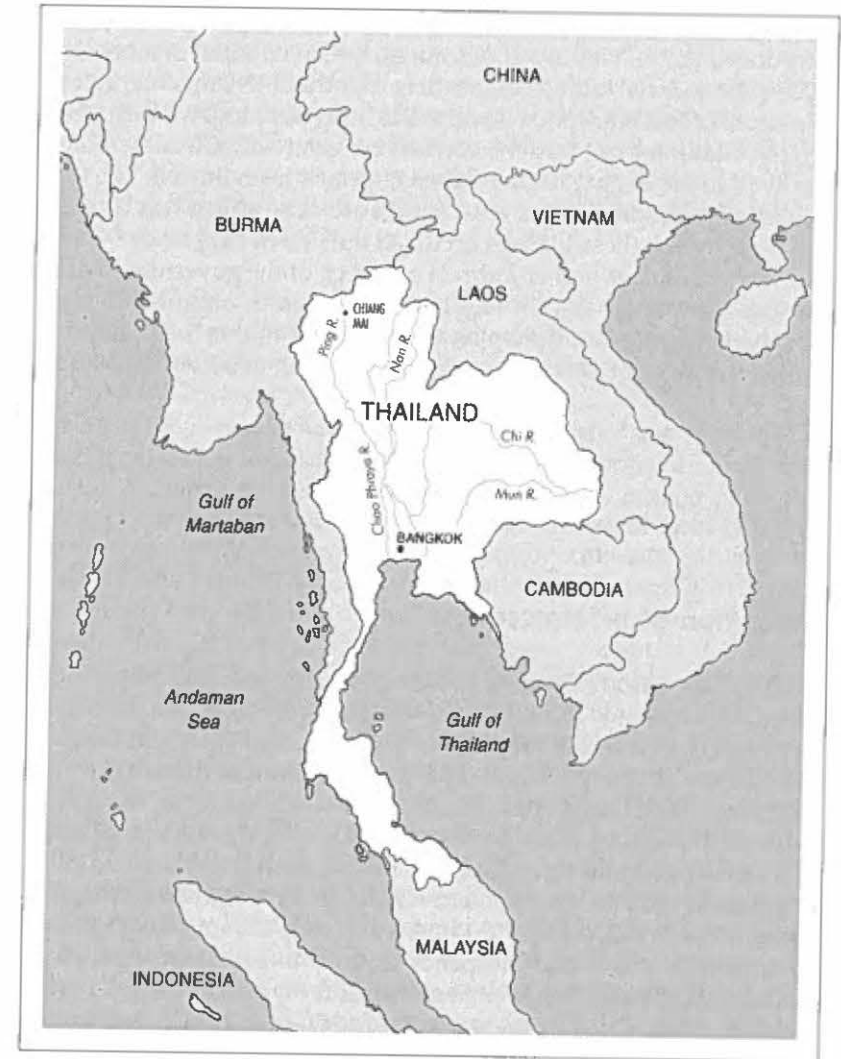 CHINA
BURMA
VIETNAM
LAOS
CHIANG
MAI
Ping R.
Nan R.
THAILAND
Chi R.
Chao Phraya R.
Mun R.
Gulf of
Martaban
BANGKOK
CAMBODIA
Andaman
Sea
Gulf of
Thailand
MALAYSIA
INDONESIA